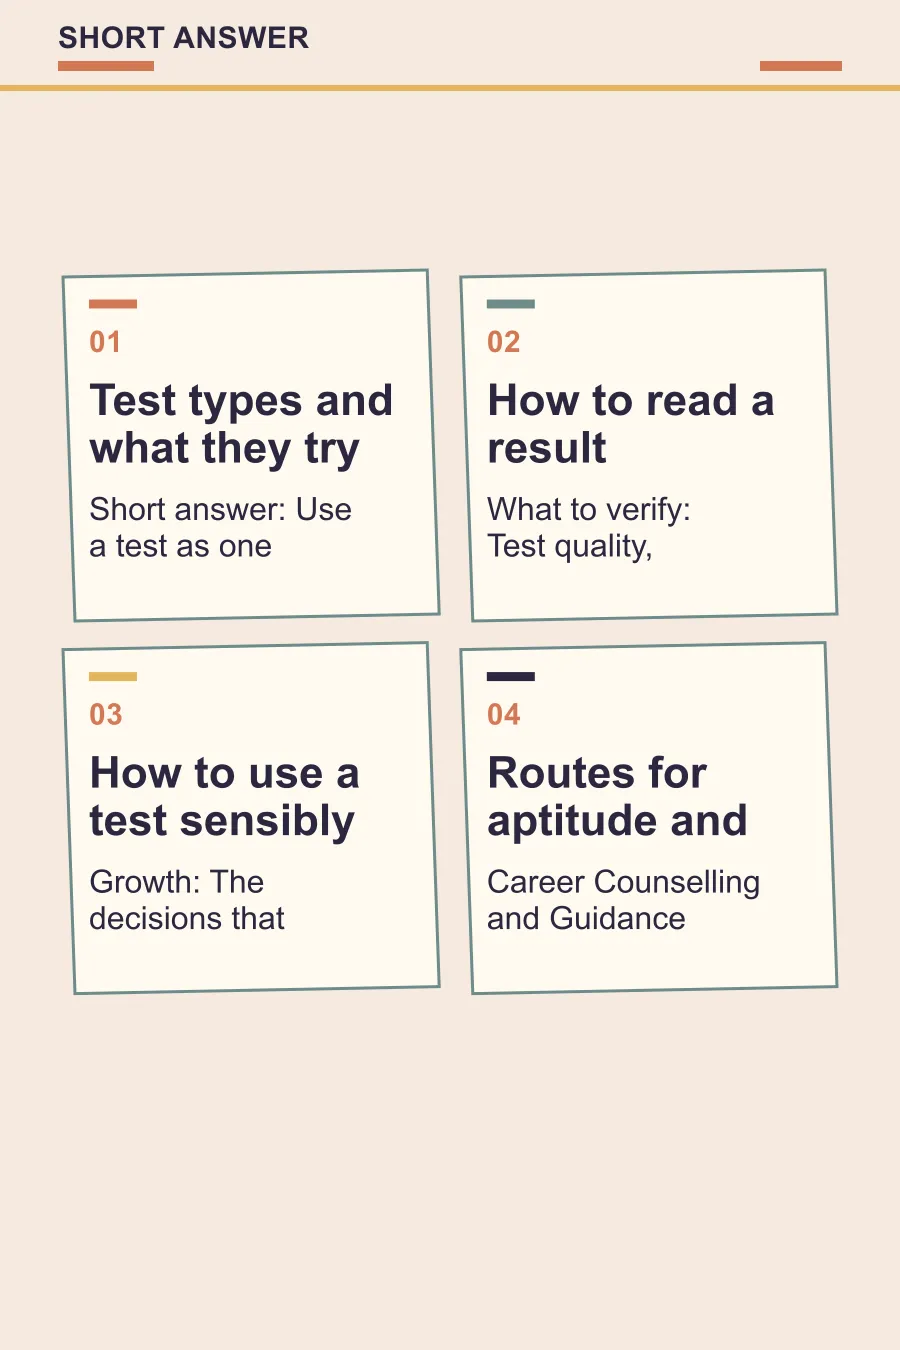 SHORT ANSWER
01
Test types and
what they try
Short answer: Use
a test as one
02
How to read a
result
What to verify:
Test quality,
03
How to use a
test sensibly
Growth: The
decisions that
04
Routes for
aptitude and
Career Counselling
and Guidance